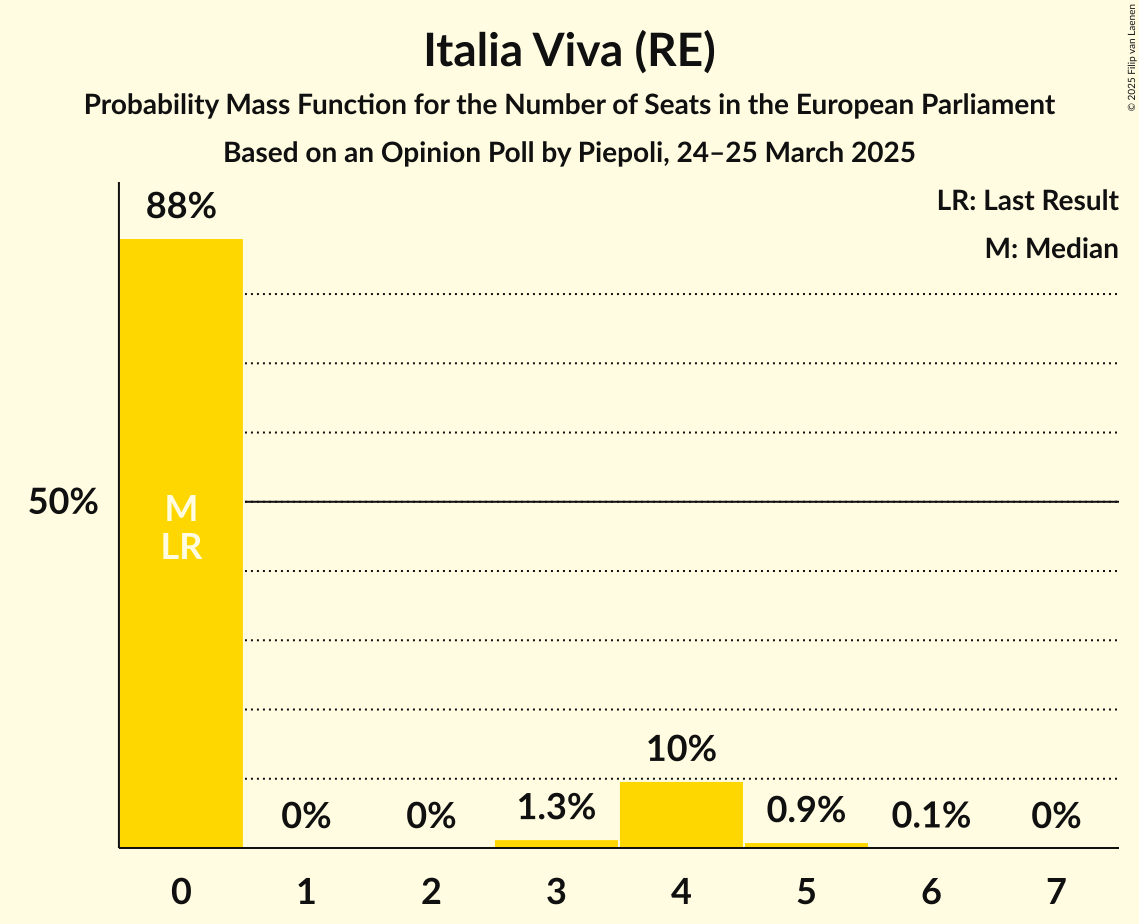 Italia Viva (RE)
Probability Mass Function for the Number of Seats in the European Parliament
Based on an Opinion Poll by Piepoli, 24–25 March 2025
© 2025 Filip van Laenen
LR: Last Result
M: Median
88%
50%
M
LR
0%
0%
1.3%
10%
0.9%
0.1%
0%
0
1
2
3
4
5
6
7